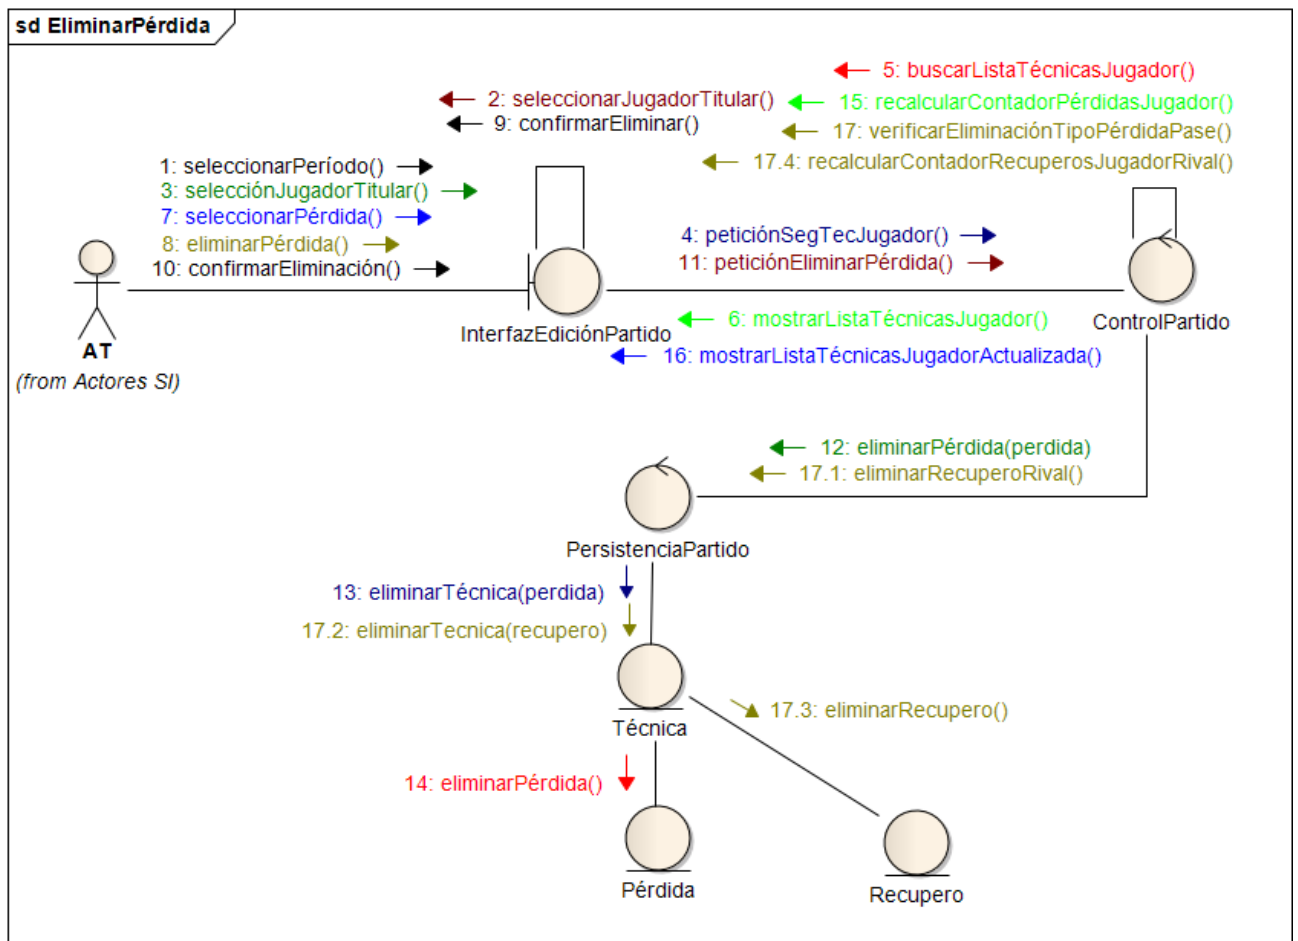 sd EliminarPérdida
5: buscarListaTécnicasJugador()
2: seleccionarJugadorTitular()
15: recalcularContadorPérdidasJugador()
9: confirmarEliminar()
17: verificarEliminaciónTipoPérdidaPase()
1: seleccionarPeríodo()
17.4: recalcularContadorRecuperosJugadorRival()
3: selecciónJugadorTitular()
7: seleccionarPérdida()
8: eliminarPérdida()
4: peticiónSegTecJugador()
10: confirmarEliminación()
11: peticiónEliminarPérdida()
InterfazEdiciónPartido
6: mostrarListaTécnicasJugador()
ControlPartido
AT
16: mostrarListaTécnicasJugadorActualizada()
(from Actores SI)
12: eliminarPérdida(perdida)
17.1: eliminarRecuperoRival()
PersistenciaPartido
13: eliminarTécnica(perdida)
17.2: eliminarTecnica(recupero)
17.3: eliminarRecupero()
Técnica
14: eliminarPérdida()
Pérdida
Recupero